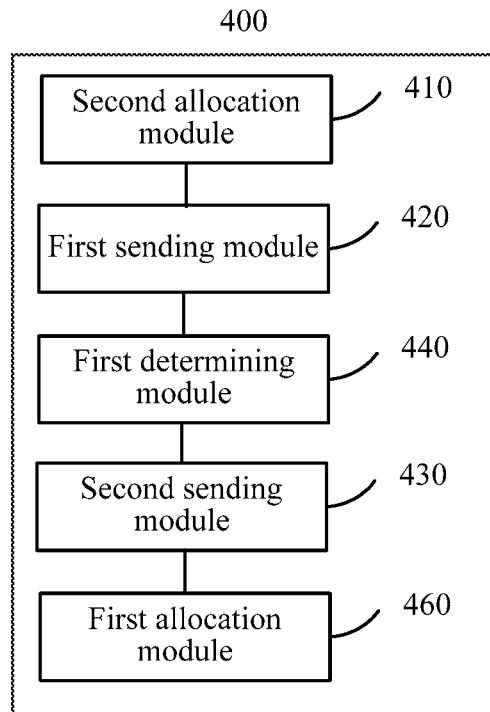 400
Second allocation
module
410
First sending module
420
First determining
module
440
Second sending
module
430
First allocation
module
460